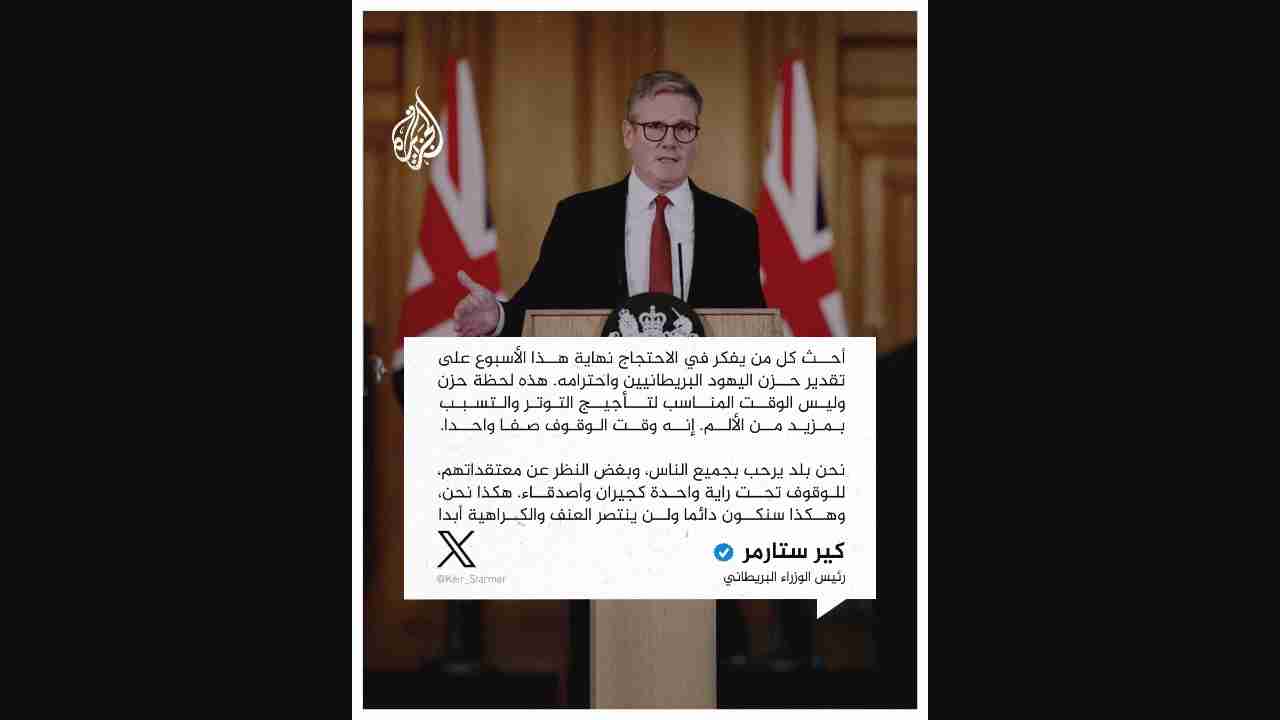 الجزيرة
أحث كل من يفكر في الاحتجاج نهاية هذا الأسبوع على
تقدير حزن اليهود البريطانيين واحترامه. هذه لحظة حزن
وليس الوقت المناسب لتأجيج التوتر والتسبب
بمزيد من الألم. إنه وقت الوقوف صفا واحدا.
نحن بلد يرحب بجميع الناس، وبغض النظر عن معتقداتهم،
للوقوف تحت راية واحدة كجيران وأصدقاء. هكذا نحن،
وهكذا سنكون دائما ولن ينتصر العنف والكراهية أبدا
كير ستارمر
رئيس الوزراء البريطاني
X
@Keir_Starmer